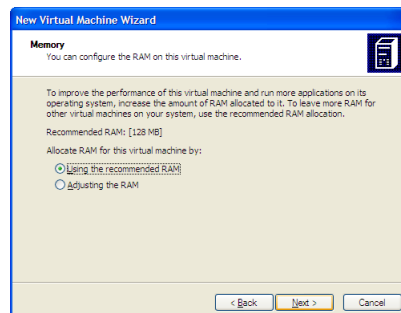 New Virtual Machine Wizard
Memory
You can configure the RAM on this virtual machine.
To improve the performance of this virtual machine and run more applications on its
operating system, increase the amount of RAM allocated to it. To leave more RAM for
other virtual machines on your system, use the recommended RAM allocation.
Recommended RAM: [128 MB]
Allocate RAM for this virtual machine by:
Using the recommended RAM
Adjusting the RAM
< Back Next > Cancel